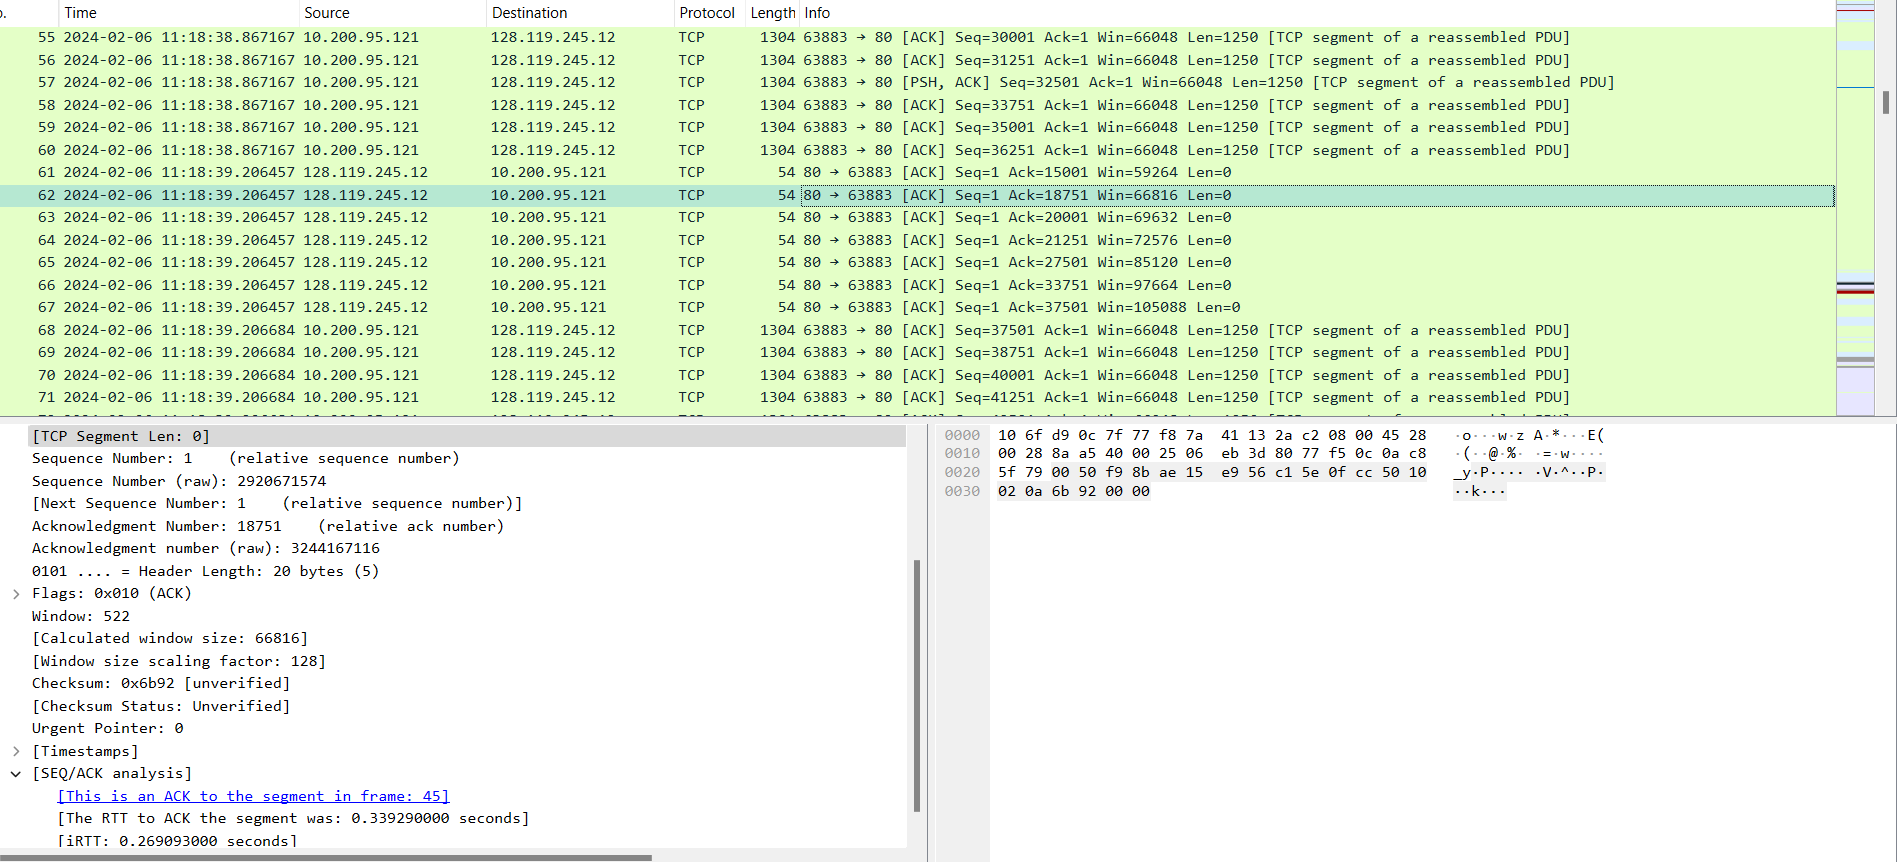 o. Time Source Destination Protocol Length Info
55 2024-02-06 11:18:38.867167 10.200.95.121 128.119.245.12 TCP 1304 63883 → 80 [ACK] Seq=30001 Ack=1 Win=66048 Len=1250 [TCP segment of a reassembled PDU]
56 2024-02-06 11:18:38.867167 10.200.95.121 128.119.245.12 TCP 1304 63883 → 80 [ACK] Seq=31251 Ack=1 Win=66048 Len=1250 [TCP segment of a reassembled PDU]
57 2024-02-06 11:18:38.867167 10.200.95.121 128.119.245.12 TCP 1304 63883 → 80 [PSH, ACK] Seq=32501 Ack=1 Win=66048 Len=1250 [TCP segment of a reassembled PDU]
58 2024-02-06 11:18:38.867167 10.200.95.121 128.119.245.12 TCP 1304 63883 → 80 [ACK] Seq=33751 Ack=1 Win=66048 Len=1250 [TCP segment of a reassembled PDU]
59 2024-02-06 11:18:38.867167 10.200.95.121 128.119.245.12 TCP 1304 63883 → 80 [ACK] Seq=35001 Ack=1 Win=66048 Len=1250 [TCP segment of a reassembled PDU]
60 2024-02-06 11:18:38.867167 10.200.95.121 128.119.245.12 TCP 1304 63883 → 80 [ACK] Seq=36251 Ack=1 Win=66048 Len=1250 [TCP segment of a reassembled PDU]
61 2024-02-06 11:18:39.206457 128.119.245.12 10.200.95.121 TCP 54 80 → 63883 [ACK] Seq=1 Ack=15001 Win=59264 Len=0
62 2024-02-06 11:18:39.206457 128.119.245.12 10.200.95.121 TCP 54 80 → 63883 [ACK] Seq=1 Ack=18751 Win=66816 Len=0
63 2024-02-06 11:18:39.206457 128.119.245.12 10.200.95.121 TCP 54 80 → 63883 [ACK] Seq=1 Ack=20001 Win=69632 Len=0
64 2024-02-06 11:18:39.206457 128.119.245.12 10.200.95.121 TCP 54 80 → 63883 [ACK] Seq=1 Ack=21251 Win=72576 Len=0
65 2024-02-06 11:18:39.206457 128.119.245.12 10.200.95.121 TCP 54 80 → 63883 [ACK] Seq=1 Ack=27501 Win=85120 Len=0
66 2024-02-06 11:18:39.206457 128.119.245.12 10.200.95.121 TCP 54 80 → 63883 [ACK] Seq=1 Ack=33751 Win=97664 Len=0
67 2024-02-06 11:18:39.206457 128.119.245.12 10.200.95.121 TCP 54 80 → 63883 [ACK] Seq=1 Ack=37501 Win=105088 Len=0
68 2024-02-06 11:18:39.206684 10.200.95.121 128.119.245.12 TCP 1304 63883 → 80 [ACK] Seq=37501 Ack=1 Win=66048 Len=1250 [TCP segment of a reassembled PDU]
69 2024-02-06 11:18:39.206684 10.200.95.121 128.119.245.12 TCP 1304 63883 → 80 [ACK] Seq=38751 Ack=1 Win=66048 Len=1250 [TCP segment of a reassembled PDU]
70 2024-02-06 11:18:39.206684 10.200.95.121 128.119.245.12 TCP 1304 63883 → 80 [ACK] Seq=40001 Ack=1 Win=66048 Len=1250 [TCP segment of a reassembled PDU]
71 2024-02-06 11:18:39.206684 10.200.95.121 128.119.245.12 TCP 1304 63883 → 80 [ACK] Seq=41251 Ack=1 Win=66048 Len=1250 [TCP segment of a reassembled PDU]
[TCP Segment Len: 0]
Sequence Number: 1 (relative sequence number)
Sequence Number (raw): 2920671574
[Next Sequence Number: 1 (relative sequence number)]
Acknowledgment Number: 18751 (relative ack number)
Acknowledgment number (raw): 3244167116
0101 .... = Header Length: 20 bytes (5)
Flags: 0x010 (ACK)
Window: 522
[Calculated window size: 66816]
[Window size scaling factor: 128]
Checksum: 0x6b92 [unverified]
[Checksum Status: Unverified]
Urgent Pointer: 0
[Timestamps]
[SEQ/ACK analysis]
[This is an ACK to the segment in frame: 45]
[The RTT to ACK the segment was: 0.339290000 seconds]
[iRTT: 0.269093000 seconds]
0000 10 6f d9 0c 7f 77 f8 7a 41 13 2a c2 08 00 45 28 ·o···w·z A·*···E(
0010 00 28 8a a5 40 00 25 06 eb 3d 80 77 f5 0c 0a c8 ·(··@·%· ·=·w····
0020 5f 79 00 50 f9 8b ae 15 e9 56 c1 5e 0f cc 50 10 _y·P···· ·V·^··P·
0030 02 0a 6b 92 00 00 ··k···